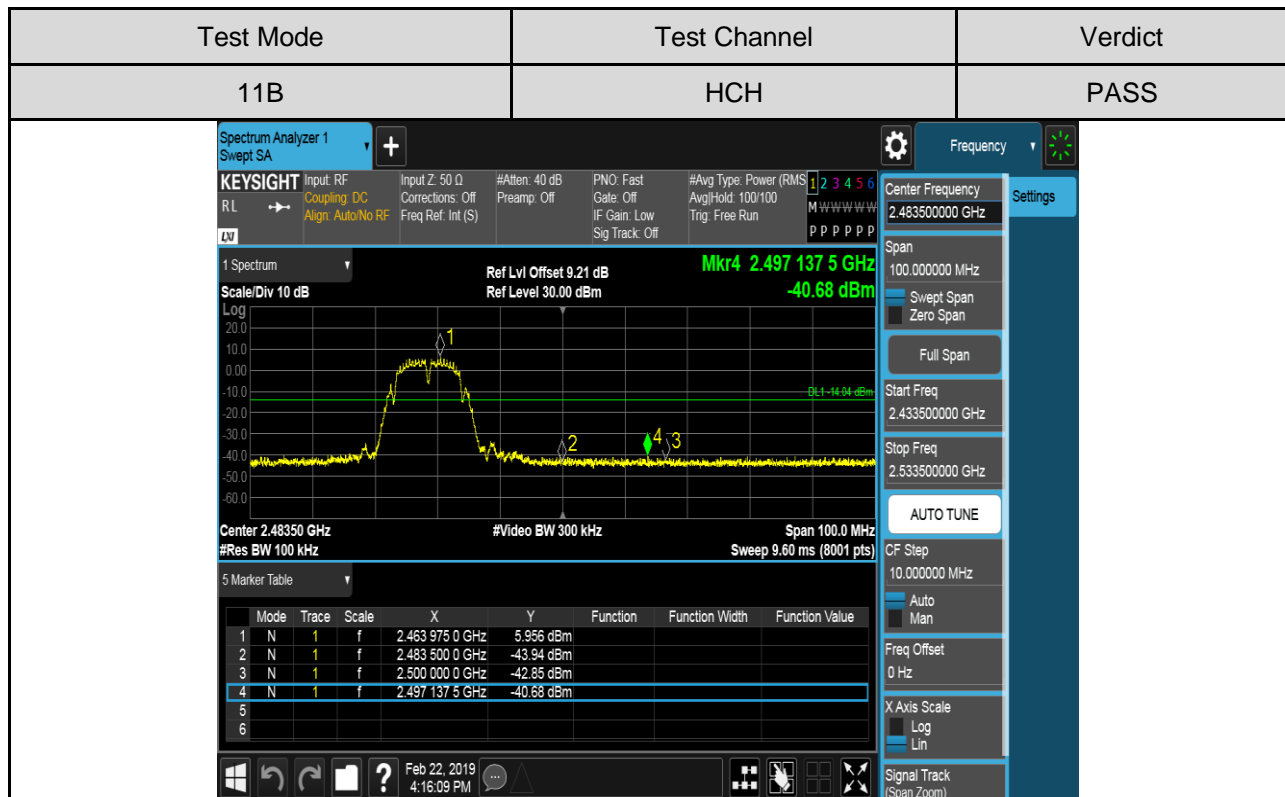 Test Mode Test Channel Verdict
11B HCH PASS
Spectrum Analyzer 1
Swept SA
+
Frequency
KEYSIGHT Input: RF Input Z: 50 Ω #Atten: 40 dB PNO: Fast #Avg Type: Power (RMS 1 2 3 4 5 6
RL Coupling: DC Corrections: Off Preamp: Off Gate: Off Avg|Hold: 100/100 M W W W W W
Align: Auto/No RF Freq Ref: Int (S) IF Gain: Low Trig: Free Run
LXI Sig Track: Off P P P P P P
1 Spectrum
Ref Lvl Offset 9.21 dB Mkr4 2.497 137 5 GHz
Scale/Div 10 dB Ref Level 30.00 dBm -40.68 dBm
Log
20.0
10.0
0.00
-10.0
-20.0
-30.0
-40.0
-50.0
-60.0
1
DL1 -14.04 dBm
2 4 3
Center 2.48350 GHz #Video BW 300 kHz Span 100.0 MHz
#Res BW 100 kHz Sweep 9.60 ms (8001 pts)
5 Marker Table
Mode Trace Scale X Y Function Function Width Function Value
1 N 1 f 2.463 975 0 GHz 5.956 dBm
2 N 1 f 2.483 500 0 GHz -43.94 dBm
3 N 1 f 2.500 000 0 GHz -42.85 dBm
4 N 1 f 2.497 137 5 GHz -40.68 dBm
5
6
?
Feb 22, 2019
4:16:09 PM
Center Frequency
2.483500000 GHz
Settings
Span
100.000000 MHz
Swept Span
Zero Span
Full Span
Start Freq
2.433500000 GHz
Stop Freq
2.533500000 GHz
AUTO TUNE
CF Step
10.000000 MHz
Auto
Man
Freq Offset
0 Hz
X Axis Scale
Log
Lin
Signal Track
(Span Zoom)